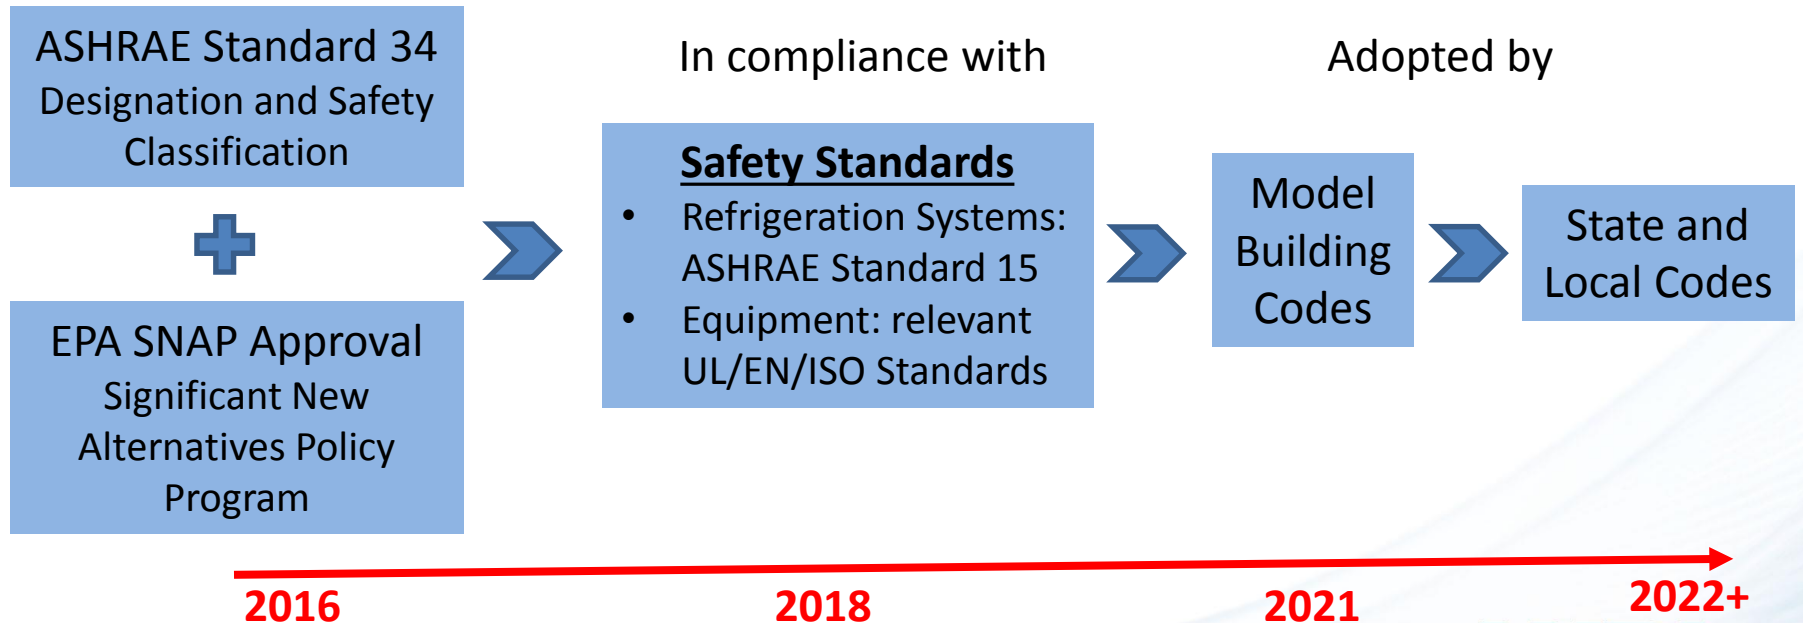 ASHRAE Standard 34
Designation and Safety
Classification
EPA SNAP Approval
Significant New
Alternatives Policy
Program
In compliance with
Safety Standards
• Refrigeration Systems:
ASHRAE Standard 15
• Equipment: relevant
UL/EN/ISO Standards
Adopted by
Model
Building
Codes
State and
Local Codes
2016
2018
2021
2022+